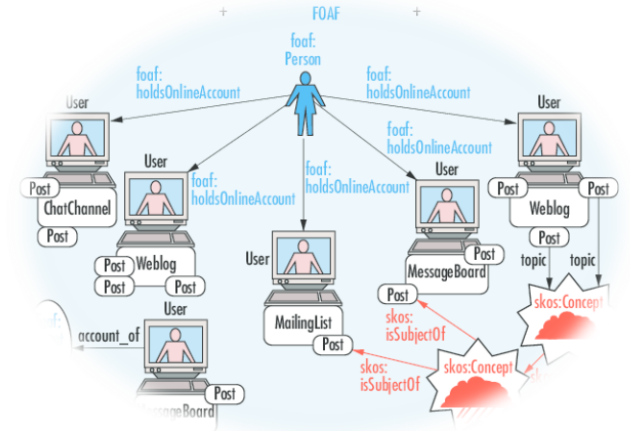 FOAF
foaf:
Person
foaf:
holdsOnlineAccount
foaf:
holdsOnlineAccount
User
User
foaf:
holdsOnlineAccount
User
User
foaf:
holdsOnlineAccount
foaf:
holdsOnlineAccount
Post
ChatChannel
Post
Post
Post
Weblog
Post
Post
Weblog
Post
Post
User
Post
MessageBoard
Post
topic
topic
User
MailingList
Post
Post
skos:
isSubjectOf
skos:Concept
account_of
skos:
isSubjectOf
skos:Concept
Post